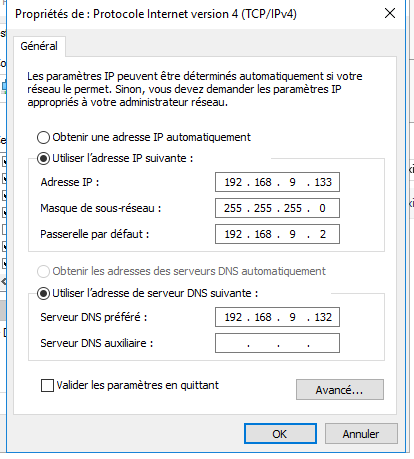 Propriétés de : Protocole Internet version 4 (TCP/IPv4)
Général
Les paramètres IP peuvent être déterminés automatiquement si votre
réseau le permet. Sinon, vous devez demander les paramètres IP
appropriés à votre administrateur réseau.
Obtenir une adresse IP automatiquement
Utiliser l'adresse IP suivante :
Adresse IP : 192 . 168 . 9 . 133
Masque de sous-réseau : 255 . 255 . 255 . 0
Passerelle par défaut : 192 . 168 . 9 . 2
Obtenir les adresses des serveurs DNS automatiquement
Utiliser l'adresse de serveur DNS suivante :
Serveur DNS préféré : 192 . 168 . 9 . 132
Serveur DNS auxiliaire : . . .
Valider les paramètres en quittant
Avancé...
OK Annuler